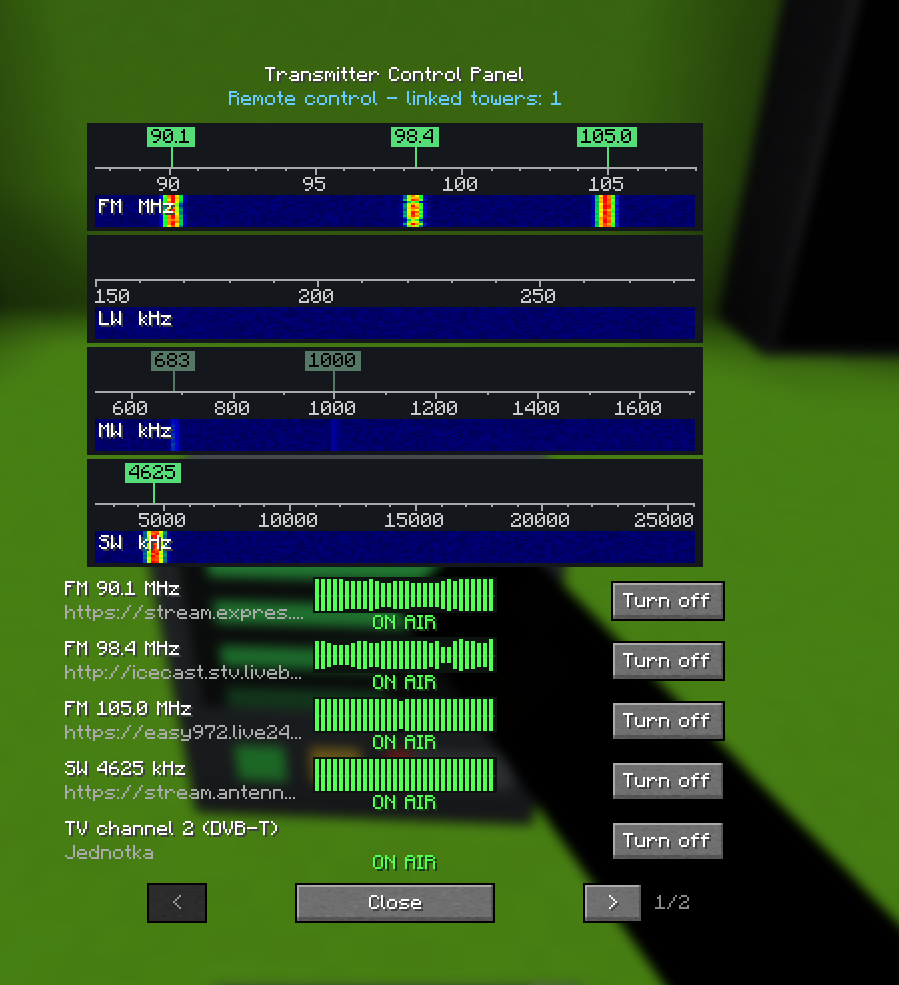 Transmitter Control Panel
Remote control - linked towers: 1
90.1 98.4 105.0
90 95 100 105
FM MHz
150 200 250
LW kHz
683 1000
600 800 1000 1200 1400 1600
MW kHz
4625
5000 10000 15000 20000 25000
SW kHz
FM 90.1 MHz
https://stream.expres....
ON AIR
Turn off
FM 98.4 MHz
http://icecast.stv.liveb...
ON AIR
Turn off
FM 105.0 MHz
https://easy972.live24...
ON AIR
Turn off
SW 4625 kHz
https://stream.antenn...
ON AIR
Turn off
TV channel 2 (DVB-T)
Jednotka
ON AIR
Turn off
< Close > 1/2